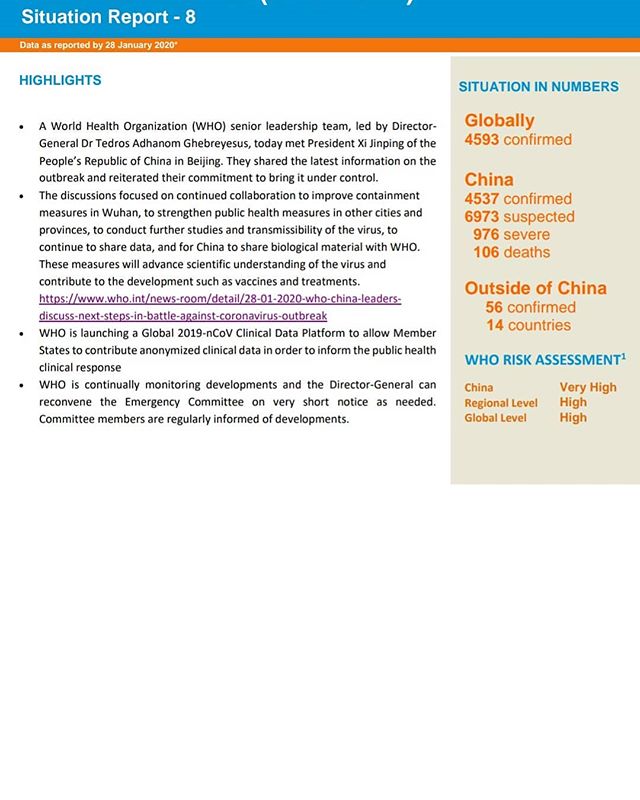 Situation Report - 8
Data as reported by 28 January 2020*
HIGHLIGHTS
• A World Health Organization (WHO) senior leadership team, led by Director-
General Dr Tedros Adhanom Ghebreyesus, today met President Xi Jinping of the
People's Republic of China in Beijing. They shared the latest information on the
outbreak and reiterated their commitment to bring it under control.
• The discussions focused on continued collaboration to improve containment
measures in Wuhan, to strengthen public health measures in other cities and
provinces, to conduct further studies and transmissibility of the virus, to
continue to share data, and for China to share biological material with WHO.
These measures will advance scientific understanding of the virus and
contribute to the development such as vaccines and treatments.
https://www.who.int/news-room/detail/28-01-2020-who-china-leaders-
discuss-next-steps-in-battle-against-coronavirus-outbreak
• WHO is launching a Global 2019-nCoV Clinical Data Platform to allow Member
States to contribute anonymized clinical data in order to inform the public health
clinical response
• WHO is continually monitoring developments and the Director-General can
reconvene the Emergency Committee on very short notice as needed.
Committee members are regularly informed of developments.
SITUATION IN NUMBERS
Globally
4593 confirmed
China
4537 confirmed
6973 suspected
976 severe
106 deaths
Outside of China
56 confirmed
14 countries
WHO RISK ASSESSMENT1
China Very High
Regional Level High
Global Level High